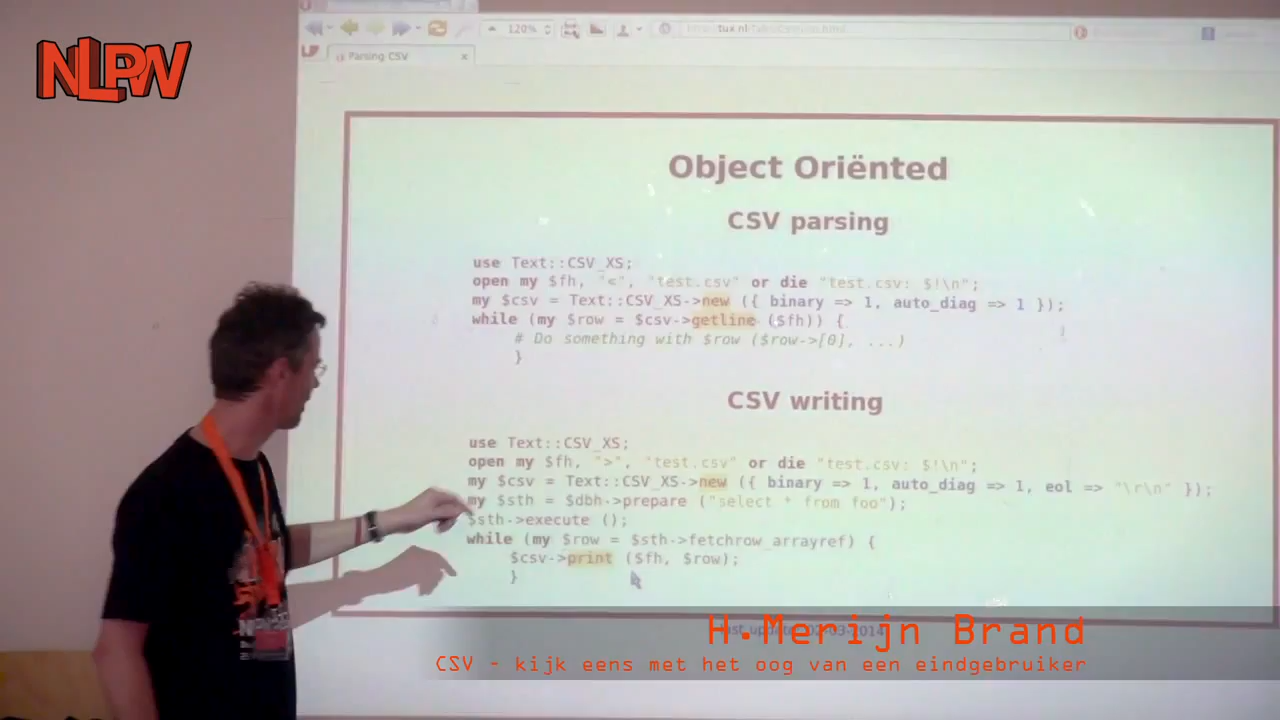 NLPW
120%
Parsing CSV
Object Oriënted
CSV parsing
use Text::CSV_XS;
open my $fh, "<", "test.csv" or die "test.csv: $!\n";
my $csv = Text::CSV_XS->new ({ binary => 1, auto_diag => 1 });
while (my $row = $csv->getline ($fh)) {
# Do something with $row ($row->[0], ...)
}
CSV writing
use Text::CSV_XS;
open my $fh, ">", "test.csv" or die "test.csv: $!\n";
my $csv = Text::CSV_XS->new ({ binary => 1, auto_diag => 1, eol => "\r\n" });
my $sth = $dbh->prepare ("select * from foo");
$sth->execute ();
while (my $row = $sth->fetchrow_arrayref) {
$csv->print ($fh, $row);
}
H.Merijn Brand
CSV - kijk eens met het oog van een eindgebruiker